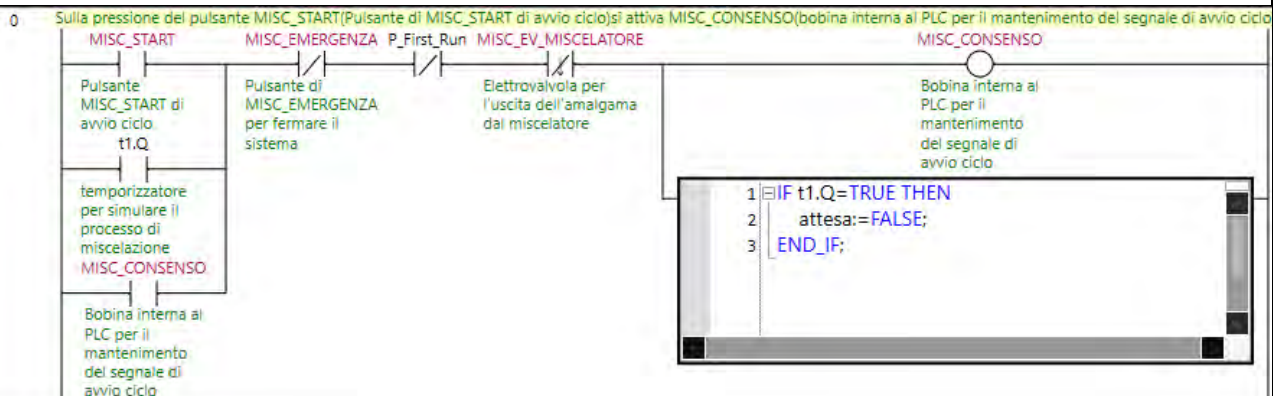 0
Sulla pressione del pulsante MISC_START(Pulsante di MISC_START di avvio ciclo)si attiva MISC_CONSENSO(bobina interna al PLC per il mantenimento del segnale di avvio ciclo
MISC_START
MISC_EMERGENZA
P_First_Run
MISC_EV_MISCELATORE
MISC_CONSENSO
Pulsante
MISC_START di
avvio ciclo
Pulsante di
MISC_EMERGENZA
per fermare il
sistema
Elettrovalvola per
l'uscita dell'amalgama
dal miscelatore
Bobina interna al
PLC per il
mantenimento
del segnale di
avvio ciclo
t1.Q
temporizzatore
per simulare il
processo di
miscelazione
MISC_CONSENSO
Bobina interna al
PLC per il
mantenimento
del segnale di
avvio ciclo
1 IF t1.Q=TRUE THEN
2 attesa:=FALSE;
3 END_IF;